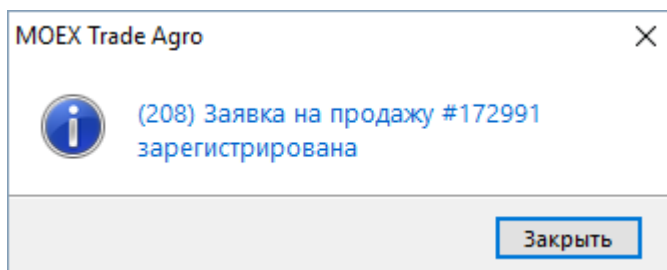 MOEX Trade Agro
(208) Заявка на продажу #172991
зарегистрирована
Закрыть